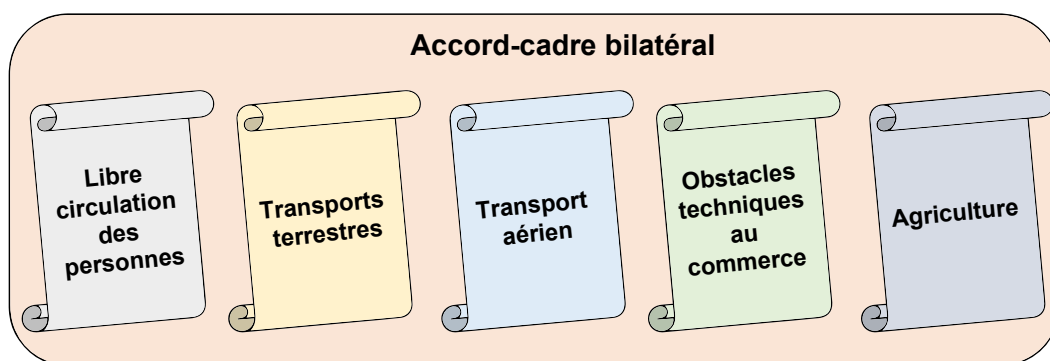 Accord-cadre bilatéral
Libre
circulation
des
personnes
Transports
terrestres
Transport
aérien
Obstacles
techniques
au
commerce
Agriculture